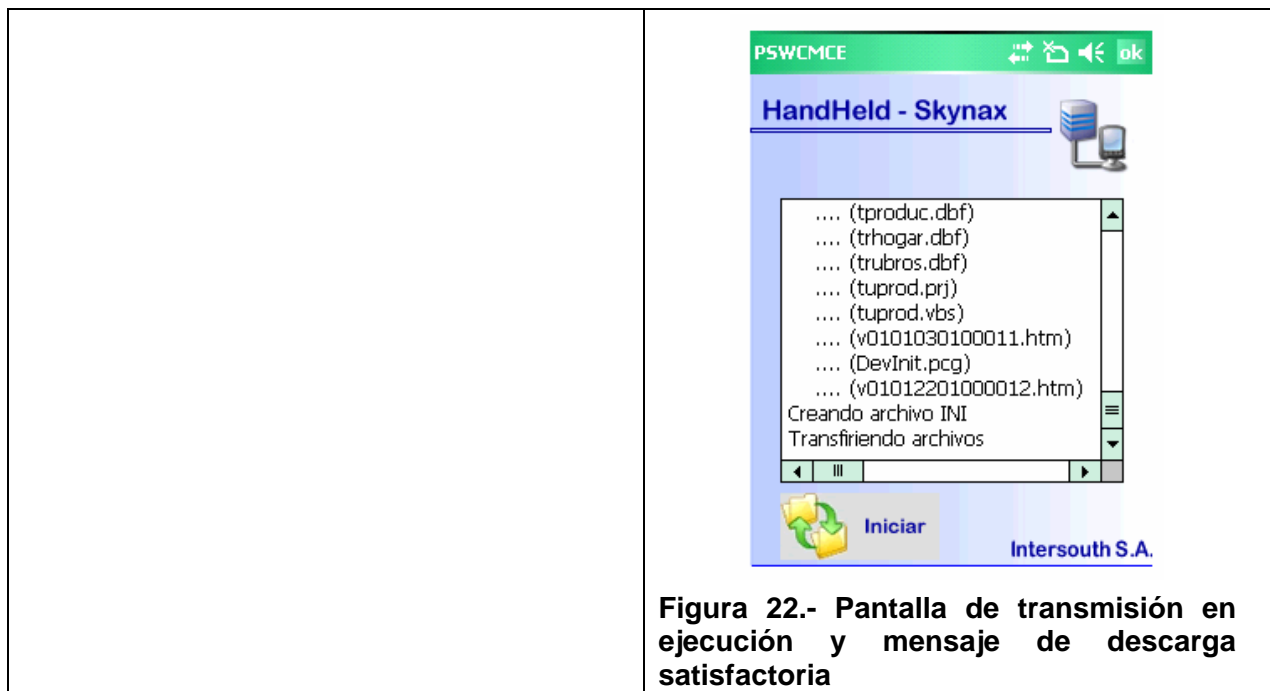 PSWCMCE
ok
HandHeld - Skynax
.... (tproduc.dbf)
.... (trhogar.dbf)
.... (trubros.dbf)
.... (tuprod.prj)
.... (tuprod.vbs)
.... (v0101030100011.htm)
.... (DevInit.pcg)
.... (v01012201000012.htm)
Creando archivo INI
Transfiriendo archivos
Iniciar
Intersouth S.A.
Figura 22.- Pantalla de transmisión en
ejecución y mensaje de descarga
satisfactoria